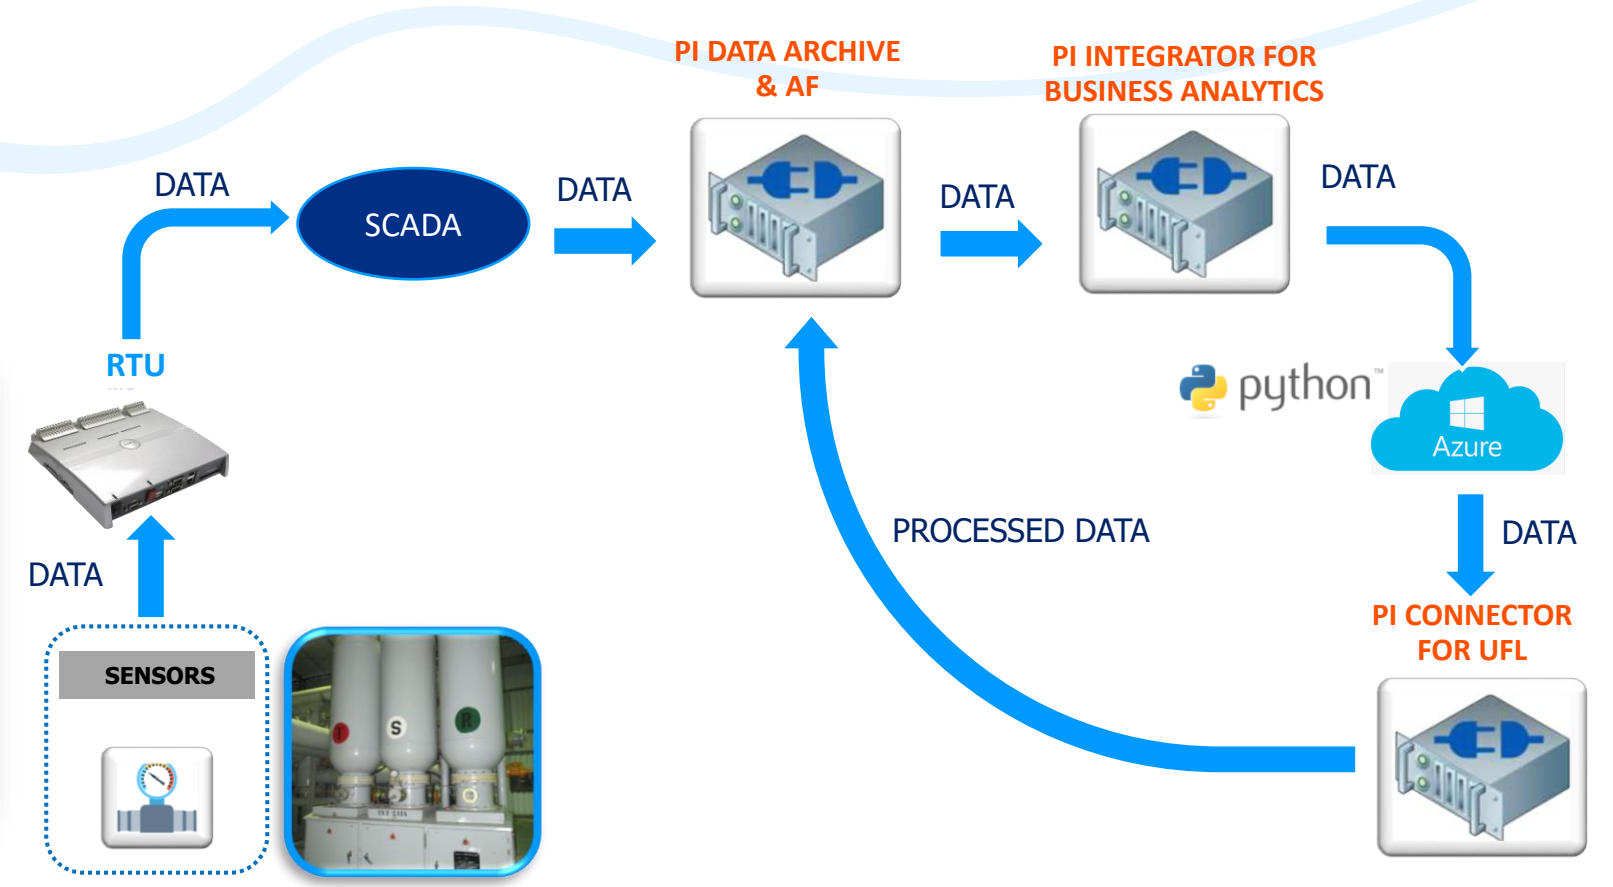 PI DATA ARCHIVE
& AF
PI INTEGRATOR FOR
BUSINESS ANALYTICS
DATA
SCADA
DATA
DATA
DATA
RTU
python™
Azure
DATA
PROCESSED DATA
DATA
PI CONNECTOR
FOR UFL
SENSORS
T
S
R